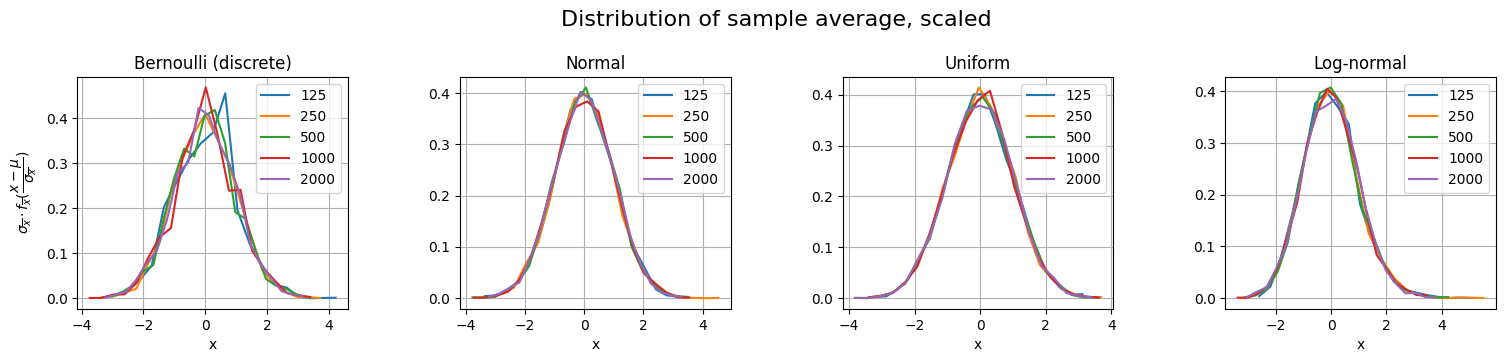 Distribution of sample average, scaled
Bernoulli (discrete)
σ_x̅ · f_x̅((x − μ)/σ_x̅)
0.4
0.3
0.2
0.1
0.0
−4 −2 0 2 4
x
125
250
500
1000
2000
Normal
0.4
0.3
0.2
0.1
0.0
−4 −2 0 2 4
x
125
250
500
1000
2000
Uniform
0.4
0.3
0.2
0.1
0.0
−4 −2 0 2 4
x
125
250
500
1000
2000
Log-normal
0.4
0.3
0.2
0.1
0.0
−2 0 2 4
x
125
250
500
1000
2000